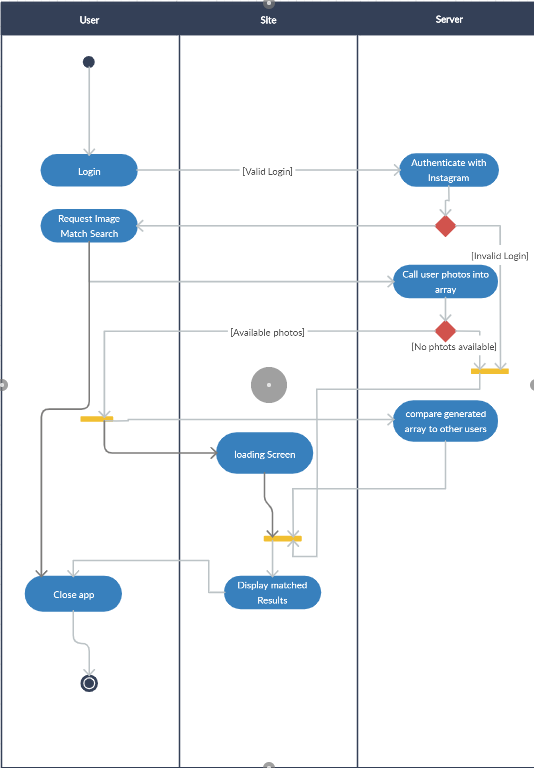 User
Site
Server
Login
[Valid Login]
Authenticate with
Instagram
Request Image
Match Search
[Invalid Login]
Call user photos into
array
[Available photos]
[No phtots available]
compare generated
array to other users
loading Screen
Close app
Display matched
Results